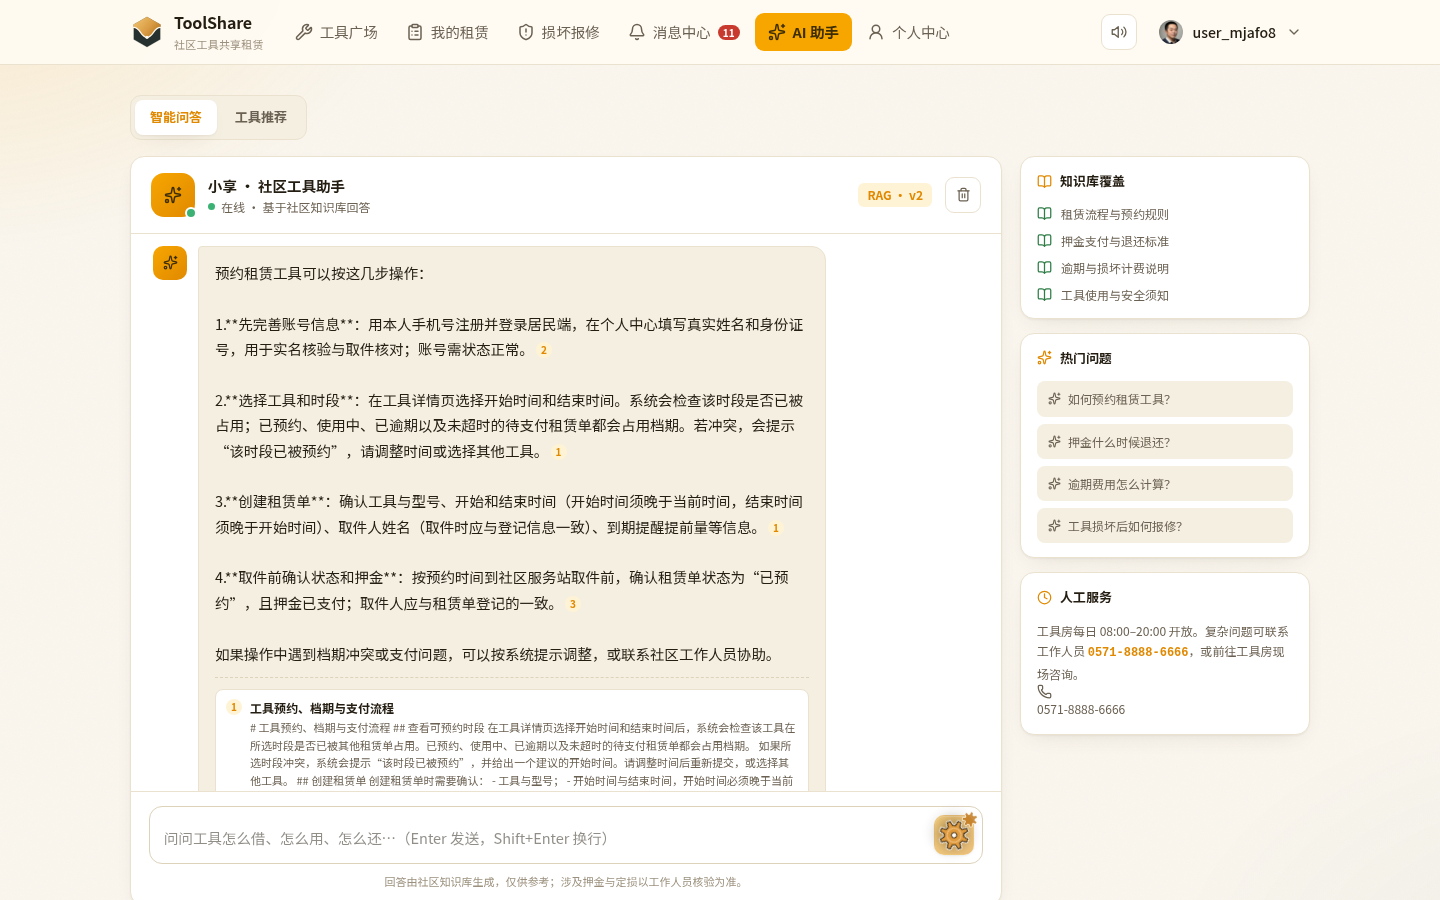 ToolShare
社区工具共享租赁
工具广场
我的租赁
损坏报修
消息中心 11
AI 助手
个人中心
user_mjafo8
智能问答
工具推荐
小享 · 社区工具助手
在线 · 基于社区知识库回答
RAG · v2
预约租赁工具可以按这几步操作：
1.**先完善账号信息**：用本人手机号注册并登录居民端，在个人中心填写真实姓名和身份证
号，用于实名核验与取件核对；账号需状态正常。 2
2.**选择工具和时段**：在工具详情页选择开始时间和结束时间。系统会检查该时段是否已被
占用；已预约、使用中、已逾期以及未超时的待支付租赁单都会占用档期。若冲突，会提示
“该时段已被预约”，请调整时间或选择其他工具。 1
3.**创建租赁单**：确认工具与型号、开始和结束时间（开始时间须晚于当前时间，结束时间
须晚于开始时间）、取件人姓名（取件时应与登记信息一致）、到期提醒提前量等信息。 1
4.**取件前确认状态和押金**：按预约时间到社区服务站取件前，确认租赁单状态为“已预
约”，且押金已支付；取件人应与租赁单登记的一致。 3
如果操作中遇到档期冲突或支付问题，可以按系统提示调整，或联系社区工作人员协助。
1 工具预约、档期与支付流程
# 工具预约、档期与支付流程 ## 查看可预约时段 在工具详情页选择开始时间和结束时间后，系统会检查该工具在
所选时段是否已被其他租赁单占用。已预约、使用中、已逾期以及未超时的待支付租赁单都会占用档期。 如果所
选时段冲突，系统会提示“该时段已被预约”，并给出一个建议的开始时间。请调整时间后重新提交，或选择其
他工具。 ## 创建租赁单 创建租赁单时需要确认： - 工具与型号； - 开始时间与结束时间，开始时间必须晚于当前
问问工具怎么借、怎么用、怎么还…（Enter 发送，Shift+Enter 换行）
回答由社区知识库生成，仅供参考；涉及押金与定损以工作人员核验为准。
知识库覆盖
租赁流程与预约规则
押金支付与退还标准
逾期与损坏计费说明
工具使用与安全须知
热门问题
如何预约租赁工具？
押金什么时候退还？
逾期费用怎么计算？
工具损坏后如何报修？
人工服务
工具房每日 08:00–20:00 开放。复杂问题可联系
工作人员 0571-8888-6666，或前往工具房现
场咨询。
0571-8888-6666